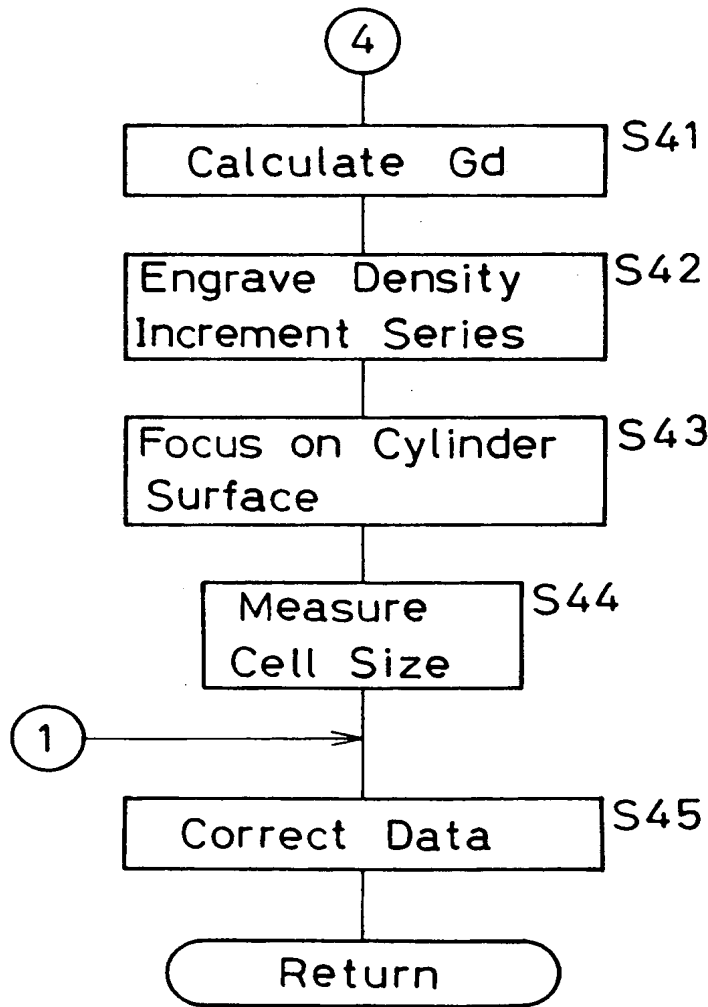 4
Calculate Gd
S41
Engrave Density
Increment Series
S42
Focus on Cylinder
Surface
S43
Measure
Cell Size
S44
1
Correct Data
S45
Return